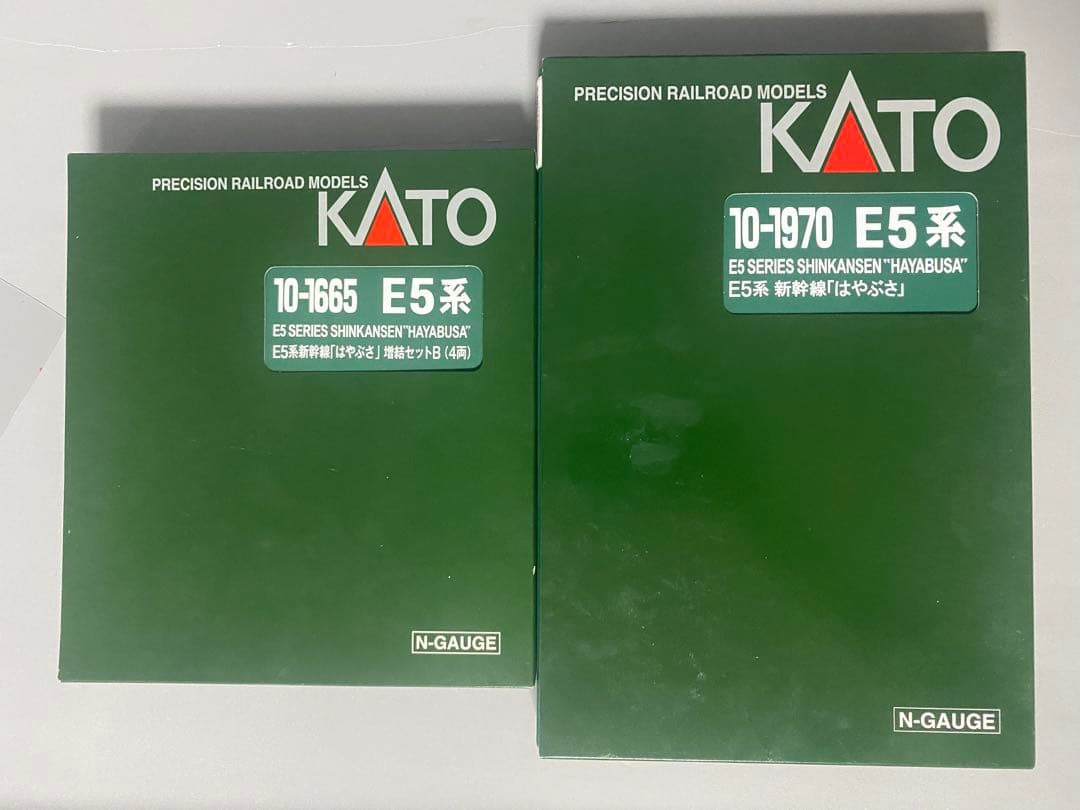 PRECISION RAILROAD MODELS
KATO
10-1665 E5系
E5 SERIES SHINKANSEN"HAYABUSA"
E5系新幹線「はやぶさ」増結セットB(4両)
N-GAUGE
PRECISION RAILROAD MODELS
KATO
10-1970 E5系
E5 SERIES SHINKANSEN"HAYABUSA"
E5系 新幹線「はやぶさ」
N-GAUGE